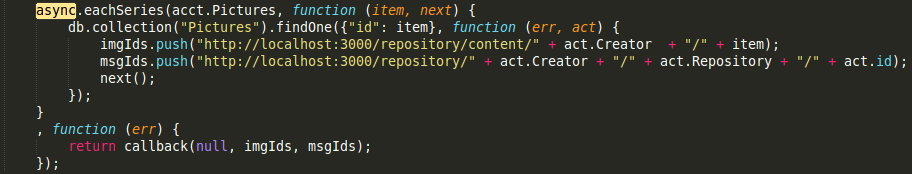 async.eachSeries(acct.Pictures, function (item, next) {
    db.collection("Pictures").findOne({"id": item}, function (err, act) {
        imgIds.push("http://localhost:3000/repository/content/" + act.Creator  + "/" + item);
        msgIds.push("http://localhost:3000/repository/" + act.Creator + "/" + act.Repository + "/" + act.id);
        next();
    });
}
, function (err) {
    return callback(null, imgIds, msgIds);
});